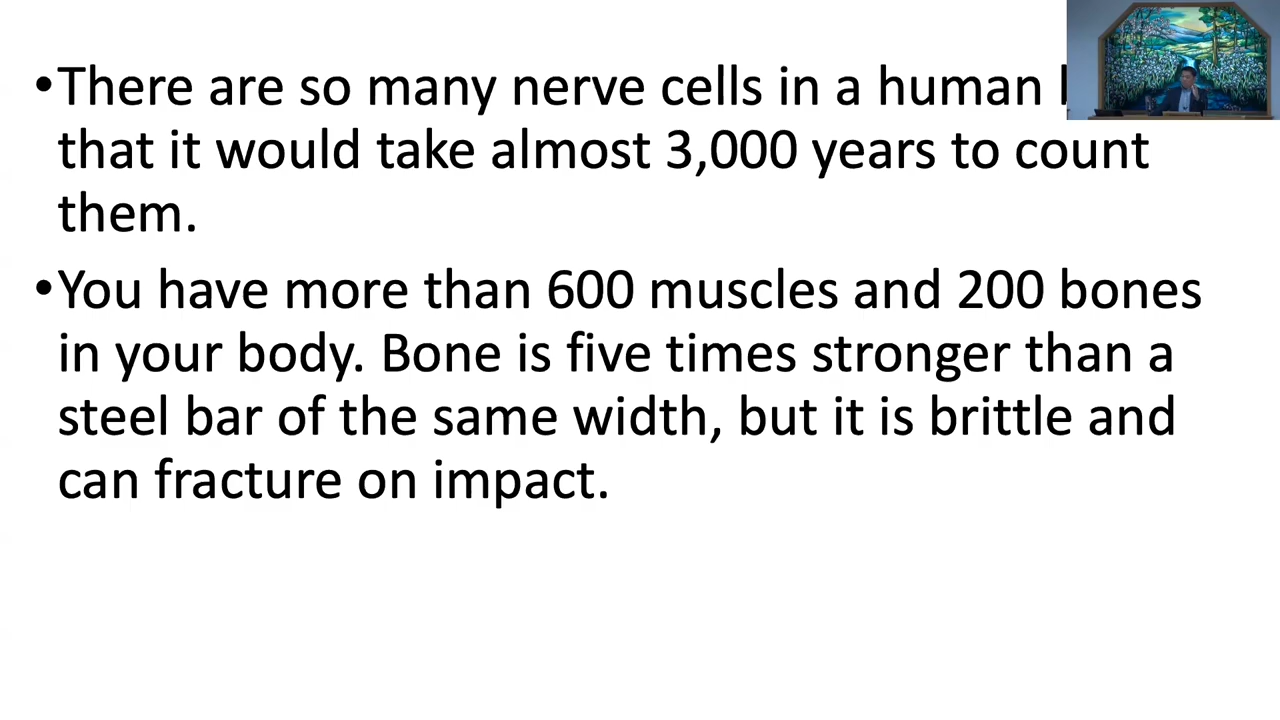 •There are so many nerve cells in a human
that it would take almost 3,000 years to count
them.
•You have more than 600 muscles and 200 bones
in your body. Bone is five times stronger than a
steel bar of the same width, but it is brittle and
can fracture on impact.